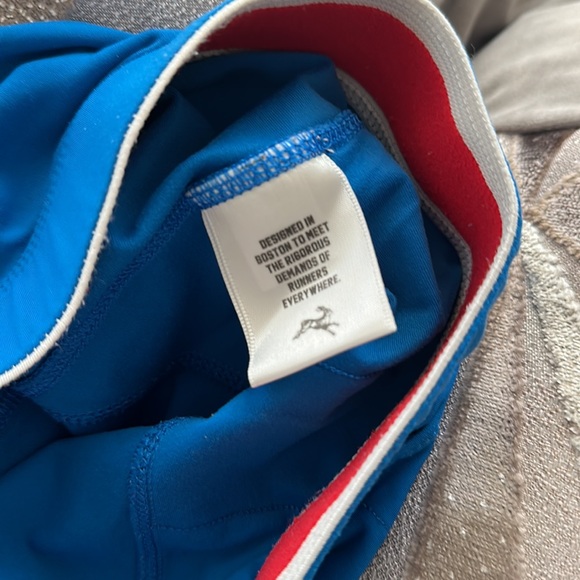 DESIGNED IN
BOSTON TO MEET
THE RIGOROUS
DEMANDS OF
RUNNERS
EVERYWHERE.